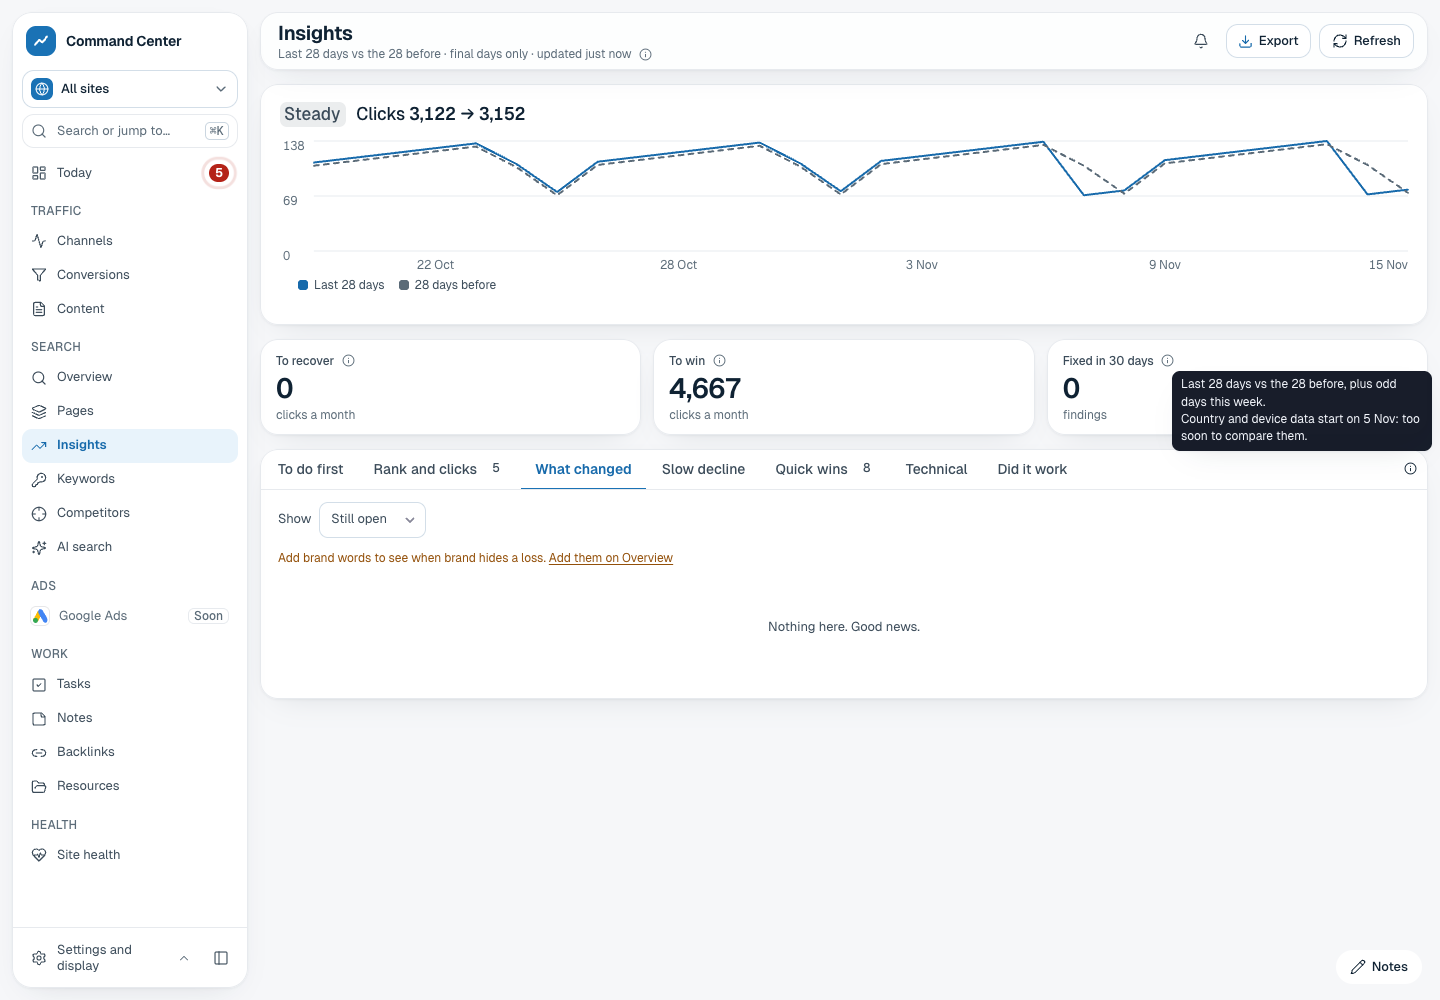 Command Center
All sites
Search or jump to...
⌘K
Today
5
TRAFFIC
Channels
Conversions
Content
SEARCH
Overview
Pages
Insights
Keywords
Competitors
AI search
ADS
Google Ads
Soon
WORK
Tasks
Notes
Backlinks
Resources
HEALTH
Site health
Settings and
display
Insights
Last 28 days vs the 28 before · final days only · updated just now
Export
Refresh
Steady Clicks 3,122 → 3,152
138
69
0
22 Oct
28 Oct
3 Nov
9 Nov
15 Nov
Last 28 days
28 days before
To recover
0
clicks a month
To win
4,667
clicks a month
Fixed in 30 days
0
findings
Last 28 days vs the 28 before, plus odd
days this week.
Country and device data start on 5 Nov: too
soon to compare them.
To do first
Rank and clicks 5
What changed
Slow decline
Quick wins 8
Technical
Did it work
Show
Still open
Add brand words to see when brand hides a loss. Add them on Overview
Nothing here. Good news.
Notes